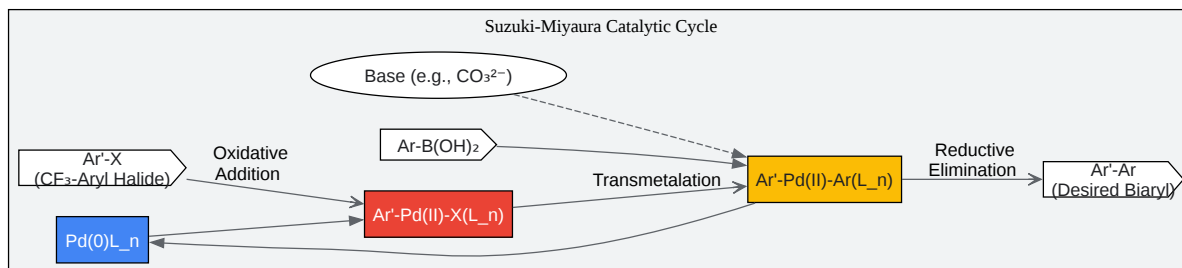 Suzuki-Miyaura Catalytic Cycle
Base (e.g., CO₃²⁻)
Ar'-X
(CF₃-Aryl Halide)
Oxidative
Addition
Ar-B(OH)₂
Transmetalation
Reductive
Elimination
Ar'-Pd(II)-Ar(L_n)
Ar'-Ar
(Desired Biaryl)
Ar'-Pd(II)-X(L_n)
Pd(0)L_n